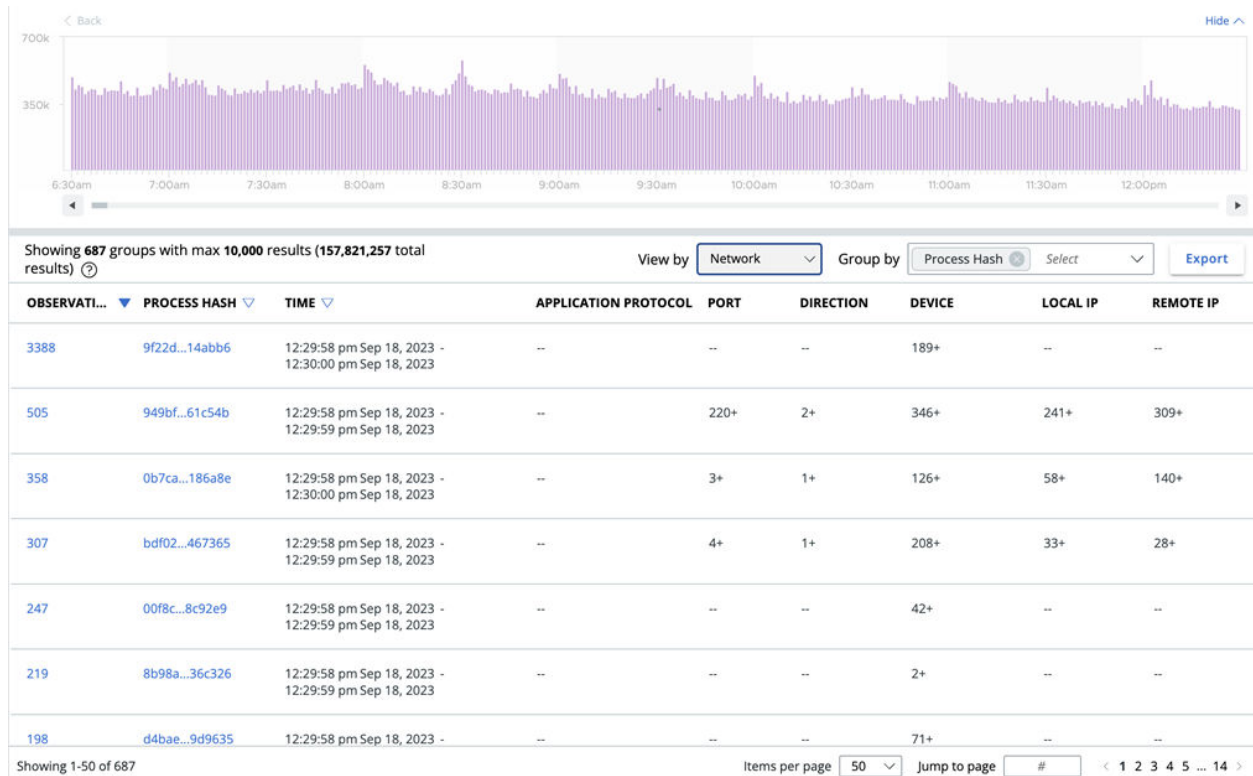 Back
Hide
700k
350k
6:30am 7:00am 7:30am 8:00am 8:30am 9:00am 9:30am 10:00am 10:30am 11:00am 11:30am 12:00pm
Showing 687 groups with max 10,000 results (157,821,257 total
results) ?
View by Network Group by Process Hash Select Export
OBSERVATI... PROCESS HASH TIME APPLICATION PROTOCOL PORT DIRECTION DEVICE LOCAL IP REMOTE IP
3388 9f22d...14abb6 12:29:58 pm Sep 18, 2023 - -- -- -- 189+ -- --
12:30:00 pm Sep 18, 2023
505 949bf...61c54b 12:29:58 pm Sep 18, 2023 - -- 220+ 2+ 346+ 241+ 309+
12:29:59 pm Sep 18, 2023
358 0b7ca...186a8e 12:29:58 pm Sep 18, 2023 - -- 3+ 1+ 126+ 58+ 140+
12:30:00 pm Sep 18, 2023
307 bdf02...467365 12:29:58 pm Sep 18, 2023 - -- 4+ 1+ 208+ 33+ 28+
12:29:59 pm Sep 18, 2023
247 00f8c...8c92e9 12:29:58 pm Sep 18, 2023 - -- -- -- 42+ -- --
12:29:59 pm Sep 18, 2023
219 8b98a...36c326 12:29:58 pm Sep 18, 2023 - -- -- -- 2+ -- --
12:29:59 pm Sep 18, 2023
198 d4bae...9d9635 12:29:58 pm Sep 18, 2023 - -- -- -- 71+ -- --
Showing 1-50 of 687 Items per page 50 Jump to page # < 1 2 3 4 5 ... 14 >